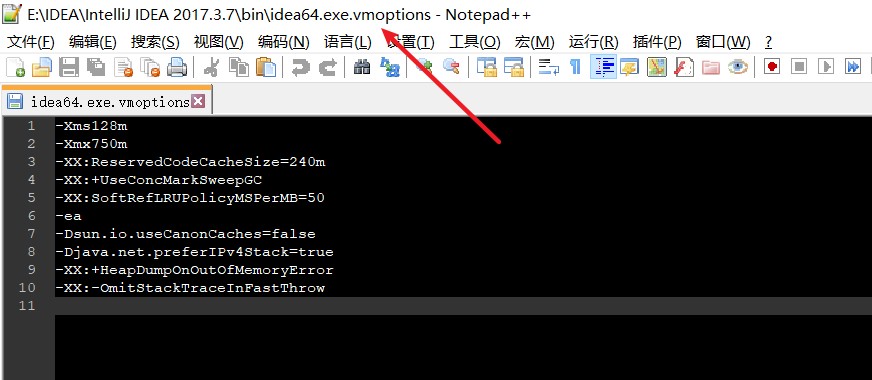 E:\IDEA\IntelliJ IDEA 2017.3.7\bin\idea64.exe.vmoptions - Notepad++
文件(F) 编辑(E) 搜索(S) 视图(V) 编码(N) 语言(L) 设置(T) 工具(O) 宏(M) 运行(R) 插件(P) 窗口(W) ?
idea64.exe.vmoptions
1 -Xms128m
2 -Xmx750m
3 -XX:ReservedCodeCacheSize=240m
4 -XX:+UseConcMarkSweepGC
5 -XX:SoftRefLRUPolicyMSPerMB=50
6 -ea
7 -Dsun.io.useCanonCaches=false
8 -Djava.net.preferIPv4Stack=true
9 -XX:+HeapDumpOnOutOfMemoryError
10 -XX:-OmitStackTraceInFastThrow
11